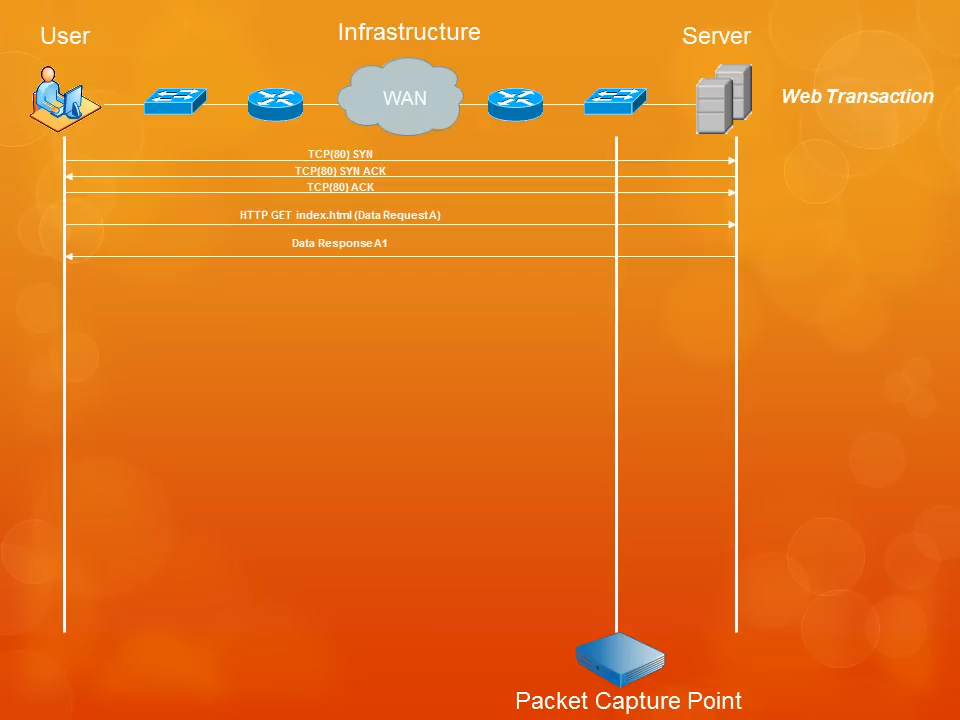 User
Infrastructure
Server
WAN
Web Transaction
TCP(80) SYN
TCP(80) SYN ACK
TCP(80) ACK
HTTP GET index.html (Data Request A)
Data Response A1
Packet Capture Point